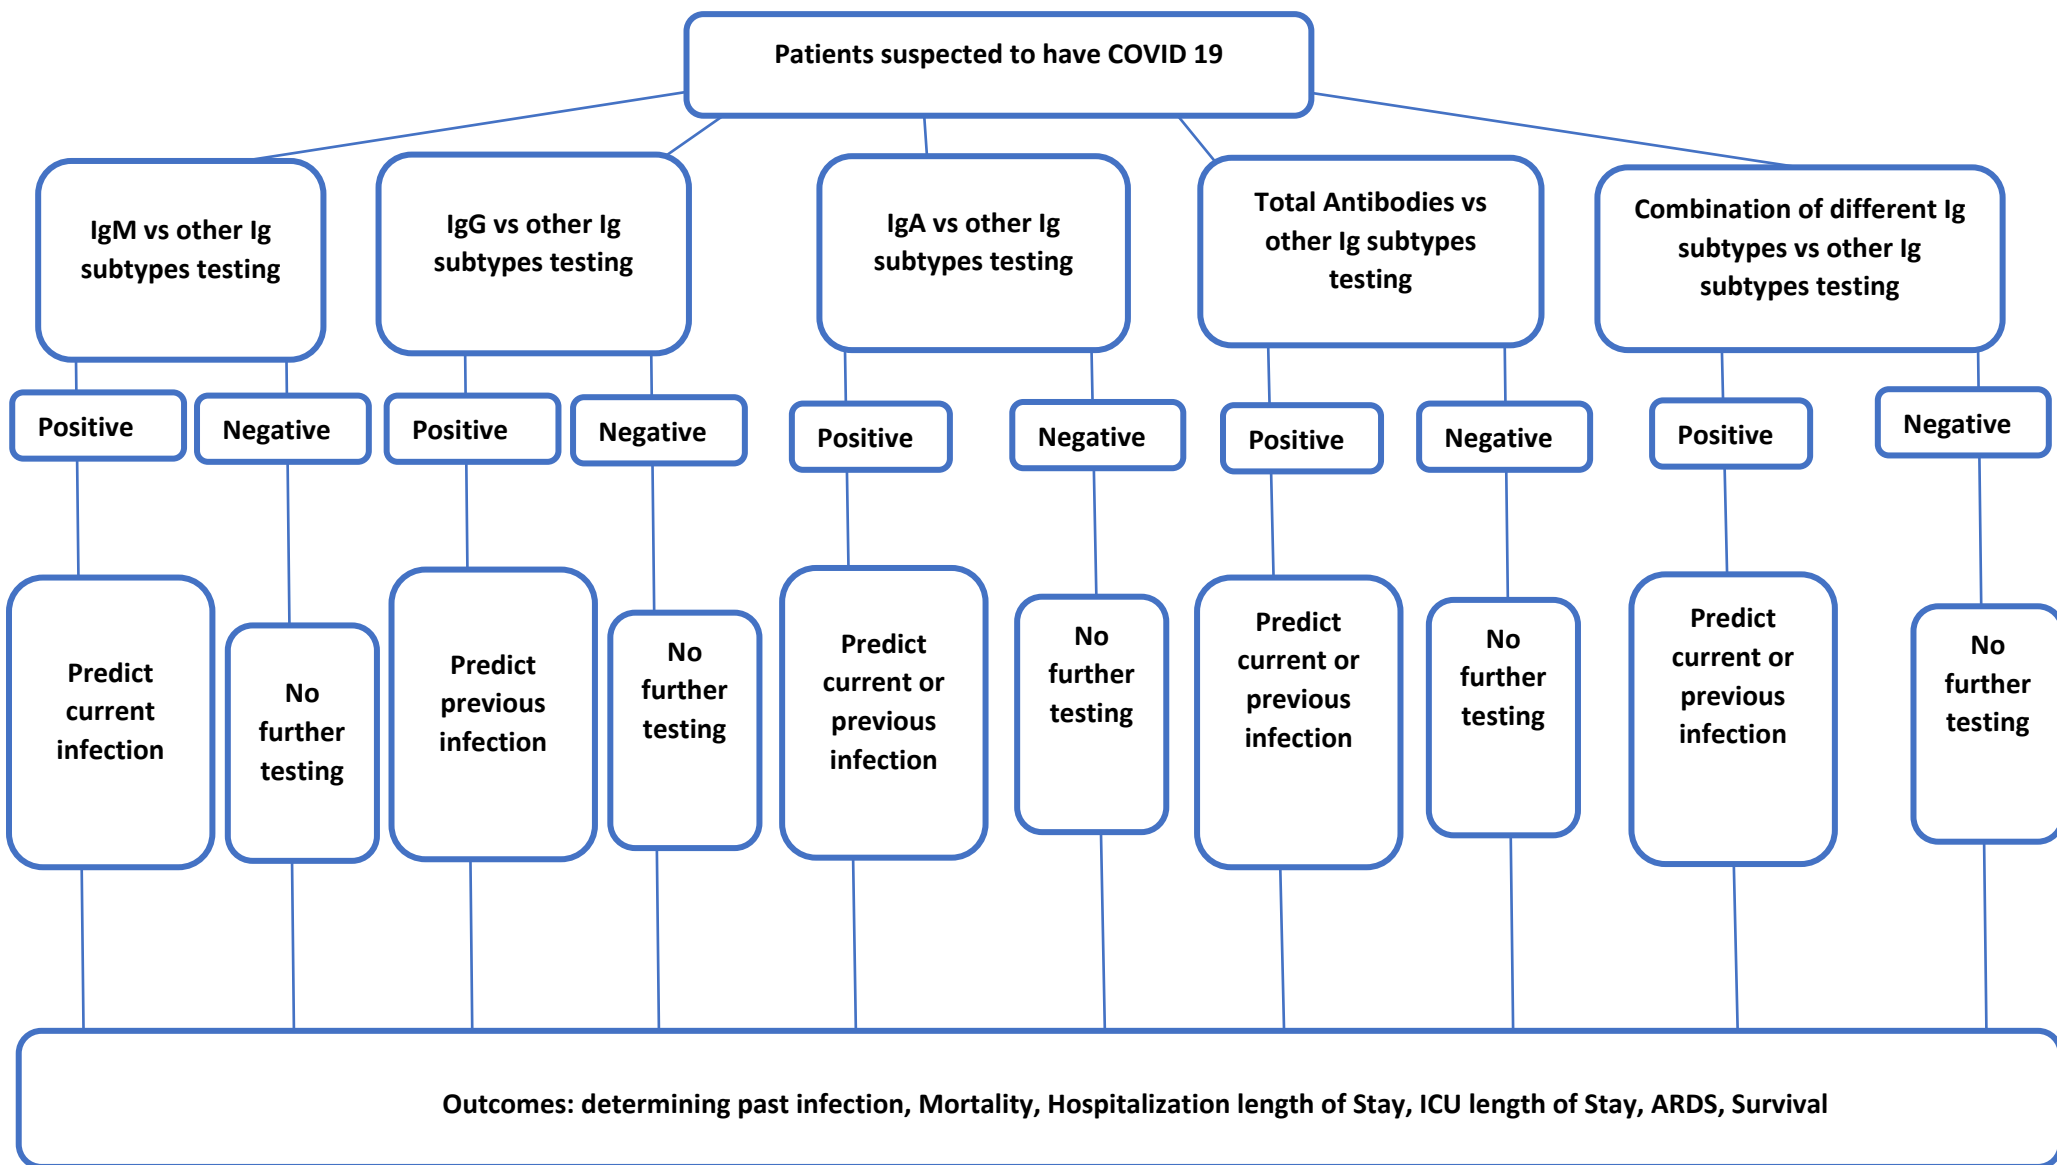 Patients suspected to have COVID 19
IgM vs other Ig
subtypes testing
IgG vs other Ig
subtypes testing
IgA vs other Ig
subtypes testing
Total Antibodies vs
other Ig subtypes
testing
Combination of different Ig
subtypes vs other Ig
subtypes testing
Positive
Negative
Positive
Negative
Positive
Negative
Positive
Negative
Positive
Negative
Predict
current
infection
No
further
testing
Predict
previous
infection
No
further
testing
Predict
current or
previous
infection
No
further
testing
Predict
current or
previous
infection
No
further
testing
Predict
current or
previous
infection
No
further
testing
Outcomes: determining past infection, Mortality, Hospitalization length of Stay, ICU length of Stay, ARDS, Survival